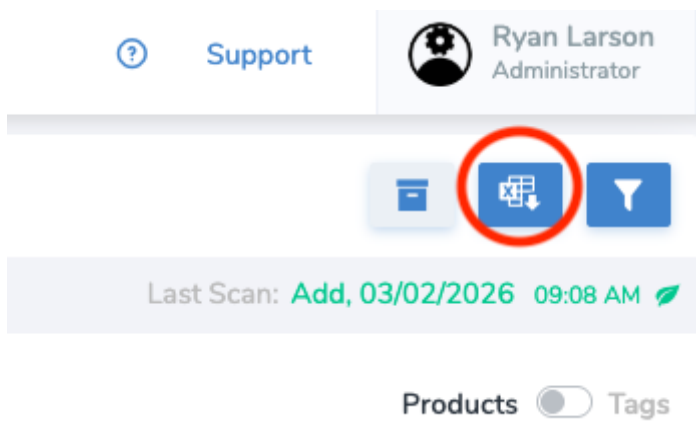 Support
Ryan Larson
Administrator
Last Scan: Add, 03/02/2026 09:08 AM
Products Tags